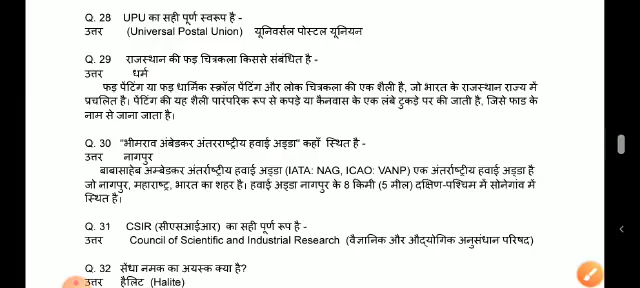 Q. 28 UPU का सही पूर्ण स्वरूप है -
उत्तर (Universal Postal Union) यूनिवर्सल पोस्टल यूनियन
Q. 29 राजस्थान की फड़ चित्रकला किससे संबंधित है -
उत्तर धर्म
फड़ पेंटिंग या फड़ धार्मिक स्क्रॉल पेंटिंग और लोक चित्रकला की एक शैली है, जो भारत के राजस्थान राज्य में
प्रचलित है। पेंटिंग की यह शैली पारंपरिक रूप से कपड़े या कैनवास के एक लंबे टुकड़े पर की जाती है, जिसे फाड के
नाम से जाना जाता है।
Q. 30 "भीमराव अंबेडकर अंतरराष्ट्रीय हवाई अड्डा" कहाँ स्थित है -
उत्तर नागपुर
बाबासाहेब अम्बेडकर अंतर्राष्ट्रीय हवाई अड्डा (IATA: NAG, ICAO: VANP) एक अंतर्राष्ट्रीय हवाई अड्डा है
जो नागपुर, महाराष्ट्र, भारत का शहर है। हवाई अड्डा नागपुर के 8 किमी (5 मील) दक्षिण-पश्चिम में सोनेगांव में
स्थित है।
Q. 31 CSIR (सीएसआईआर) का सही पूर्ण रूप है -
उत्तर Council of Scientific and Industrial Research (वैज्ञानिक और औद्योगिक अनुसंधान परिषद)
Q. 32 सेंधा नमक का अयस्क क्या है?
उत्तर हैलिट (Halite)